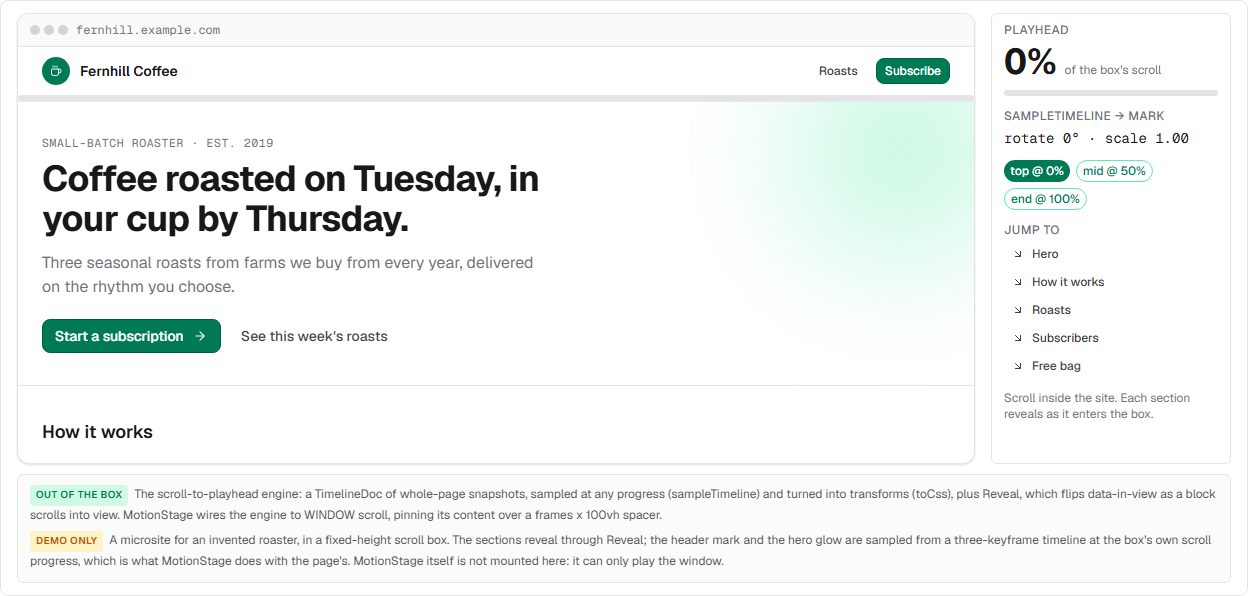 fernhill.example.com
Fernhill Coffee
Roasts
Subscribe
SMALL-BATCH ROASTER · EST. 2019
Coffee roasted on Tuesday, in
your cup by Thursday.
Three seasonal roasts from farms we buy from every year, delivered
on the rhythm you choose.
Start a subscription →
See this week's roasts
How it works
PLAYHEAD
0% of the box's scroll
SAMPLETIMELINE → MARK
rotate 0° · scale 1.00
top @ 0%
mid @ 50%
end @ 100%
JUMP TO
Hero
How it works
Roasts
Subscribers
Free bag
Scroll inside the site. Each section
reveals as it enters the box.
OUT OF THE BOX The scroll-to-playhead engine: a TimelineDoc of whole-page snapshots, sampled at any progress (sampleTimeline) and turned into transforms (toCss), plus Reveal, which flips data-in-view as a block
scrolls into view. MotionStage wires the engine to WINDOW scroll, pinning its content over a frames x 100vh spacer.
DEMO ONLY A microsite for an invented roaster, in a fixed-height scroll box. The sections reveal through Reveal; the header mark and the hero glow are sampled from a three-keyframe timeline at the box's own scroll
progress, which is what MotionStage does with the page's. MotionStage itself is not mounted here: it can only play the window.